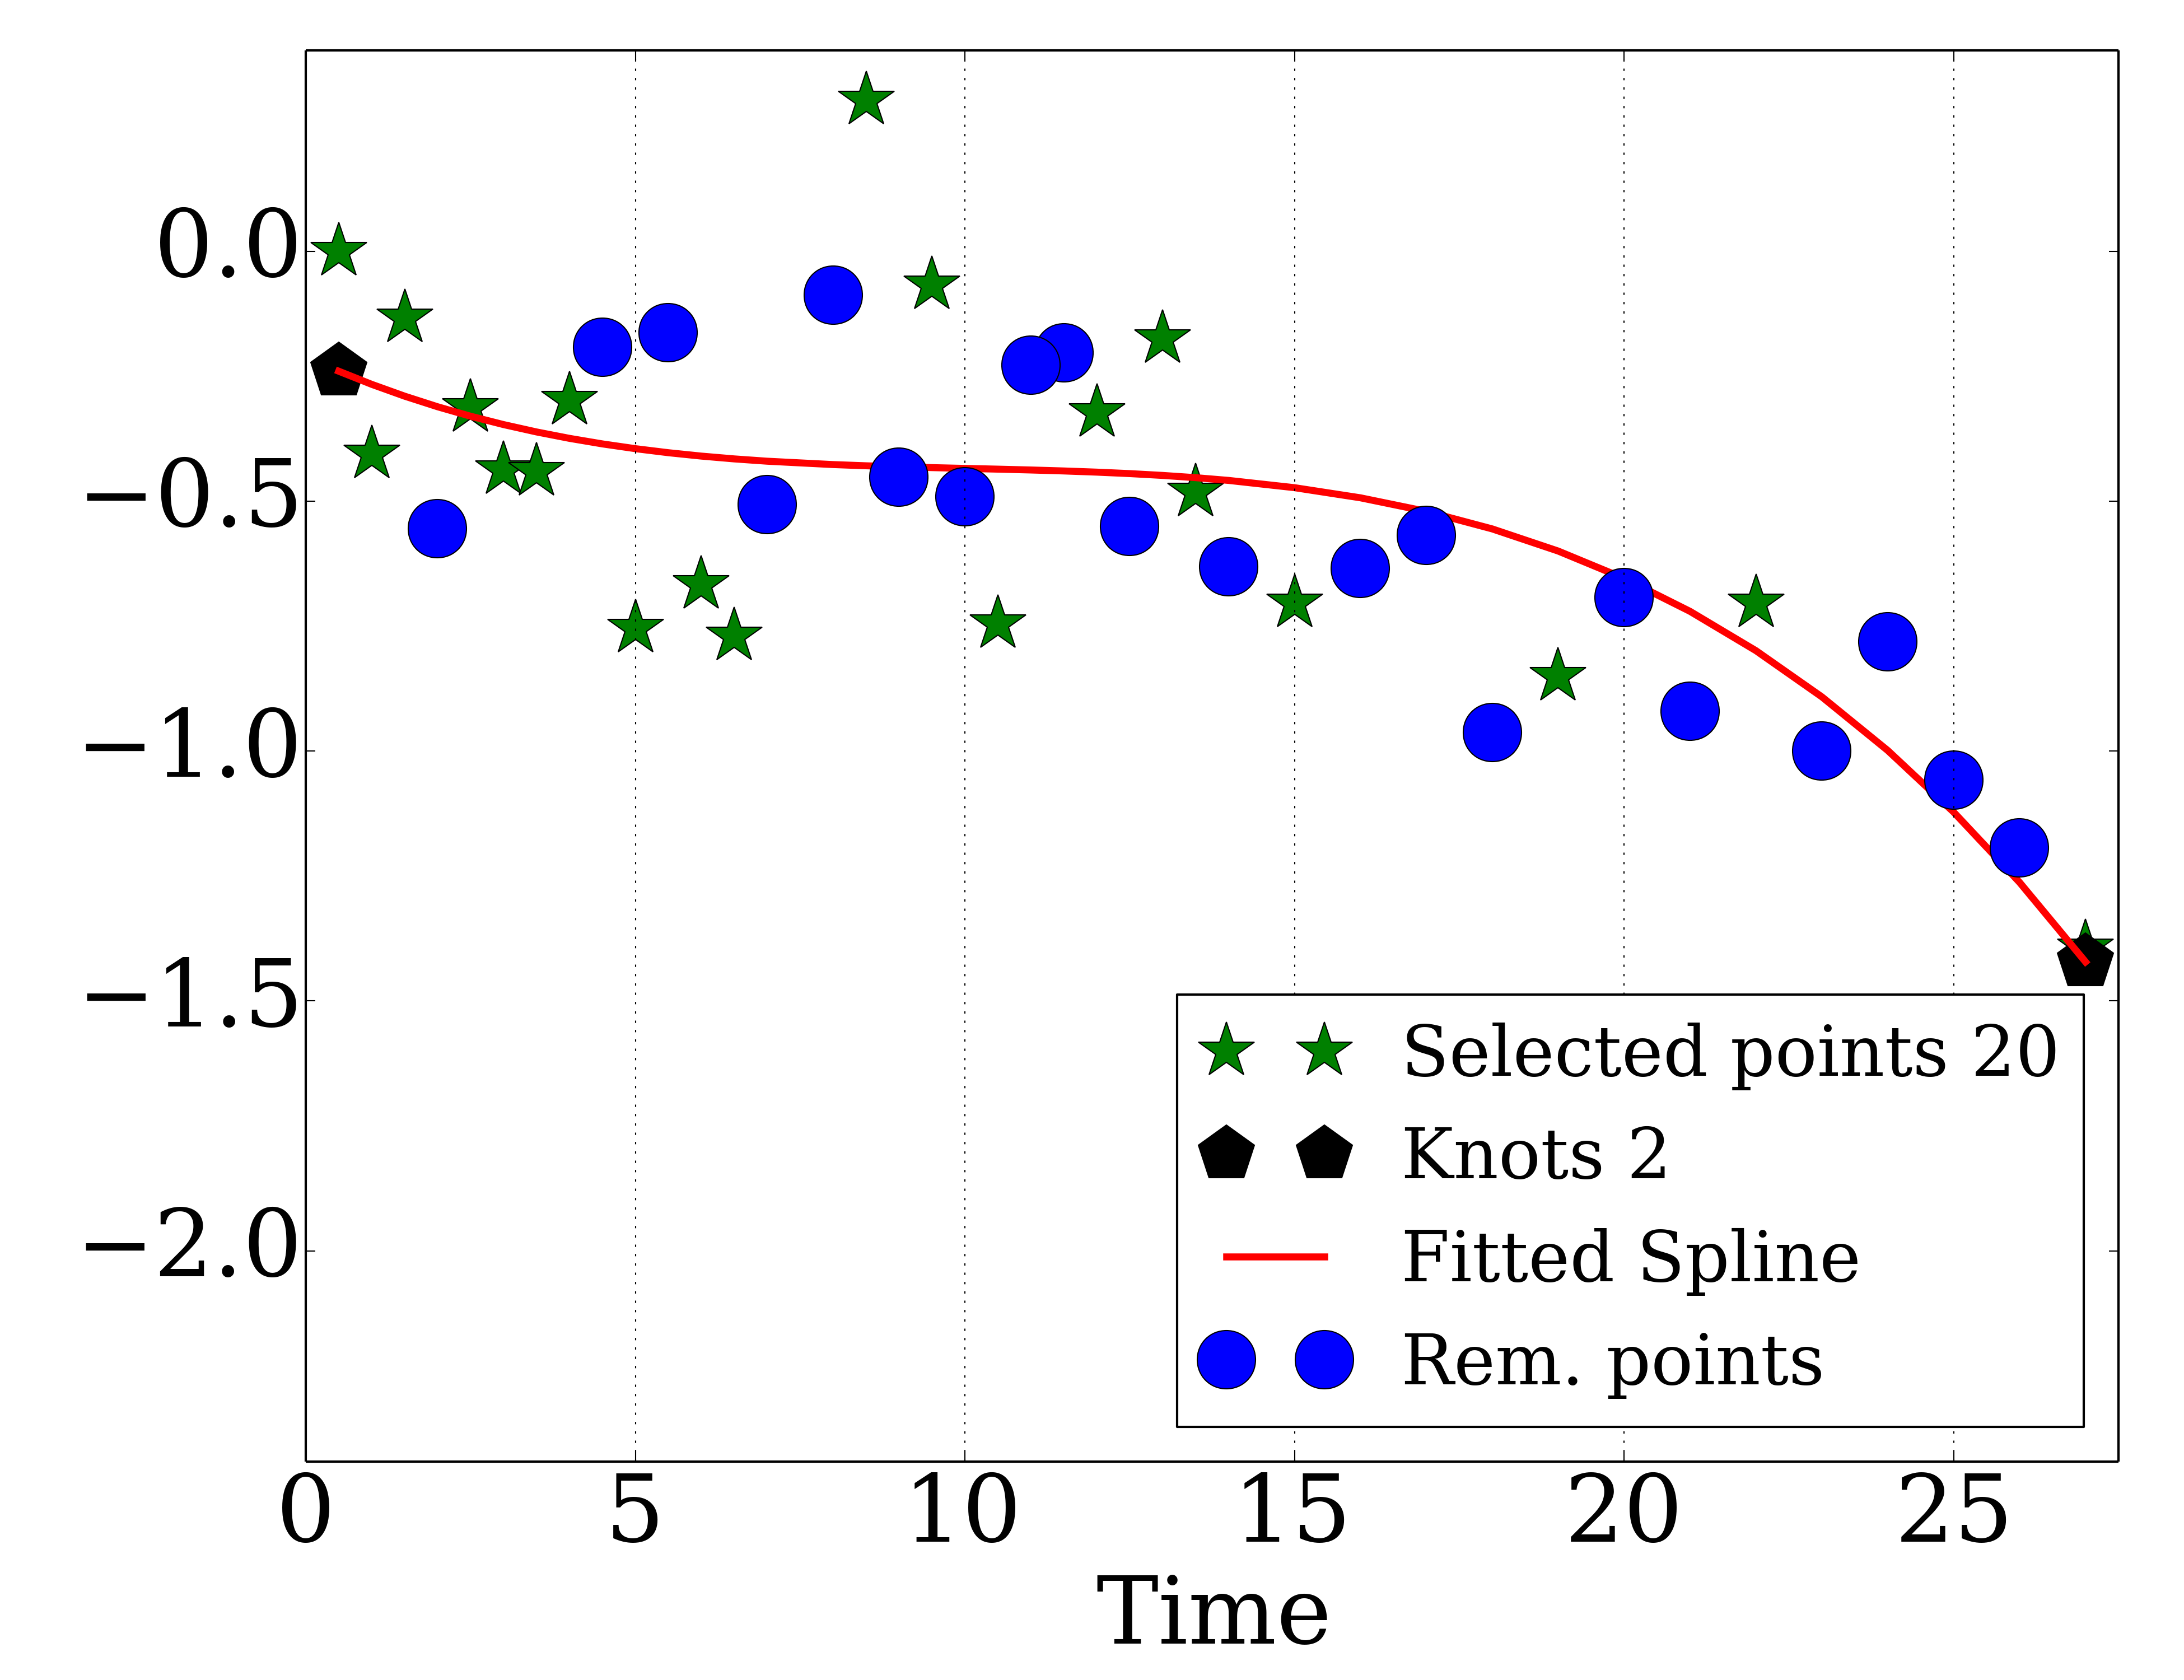 0.0
−0.5
−1.0
−1.5
−2.0
Selected points 20
Knots 2
Fitted Spline
Rem. points
0 5 10 15 20 25
Time